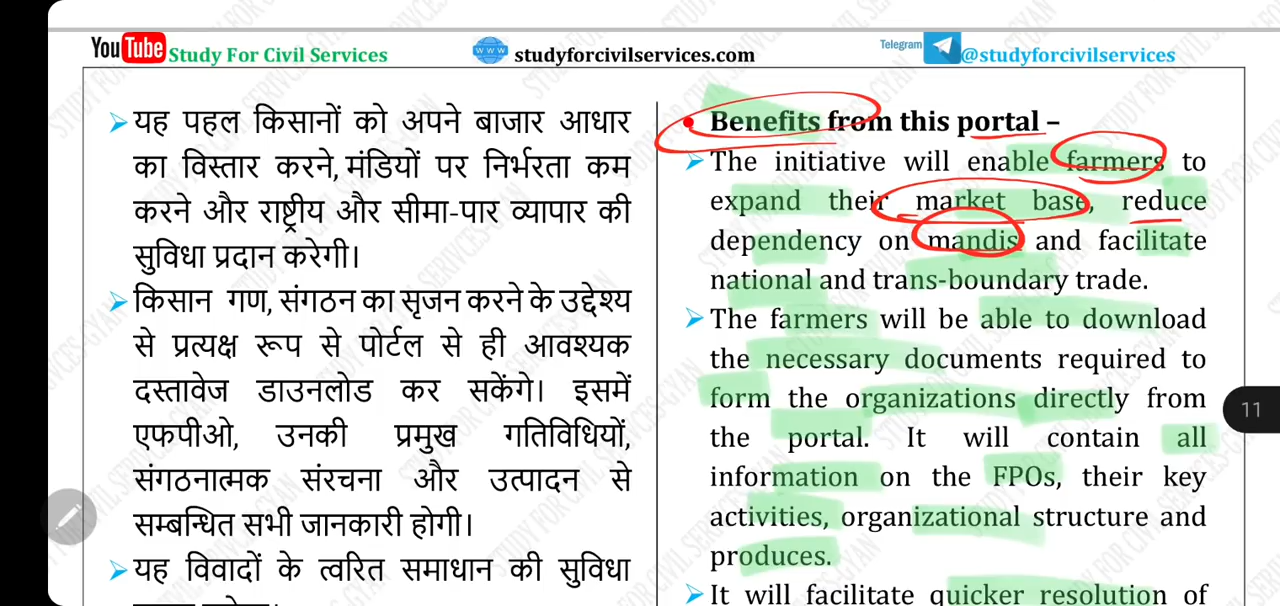 YouTube Study For Civil Services
www studyforcivilservices.com
Telegram @studyforcivilservices
यह पहल किसानों को अपने बाजार आधार
का विस्तार करने, मंडियों पर निर्भरता कम
करने और राष्ट्रीय और सीमा-पार व्यापार की
सुविधा प्रदान करेगी।
किसान गण, संगठन का सृजन करने के उद्देश्य
से प्रत्यक्ष रूप से पोर्टल से ही आवश्यक
दस्तावेज डाउनलोड कर सकेंगे। इसमें
एफपीओ, उनकी प्रमुख गतिविधियों,
संगठनात्मक संरचना और उत्पादन से
सम्बन्धित सभी जानकारी होगी।
यह विवादों के त्वरित समाधान की सुविधा
Benefits from this portal –
The initiative will enable farmers to
expand their market base, reduce
dependency on mandis and facilitate
national and trans-boundary trade.
The farmers will be able to download
the necessary documents required to
form the organizations directly from
the portal. It will contain all
information on the FPOs, their key
activities, organizational structure and
produces.
It will facilitate quicker resolution of
11